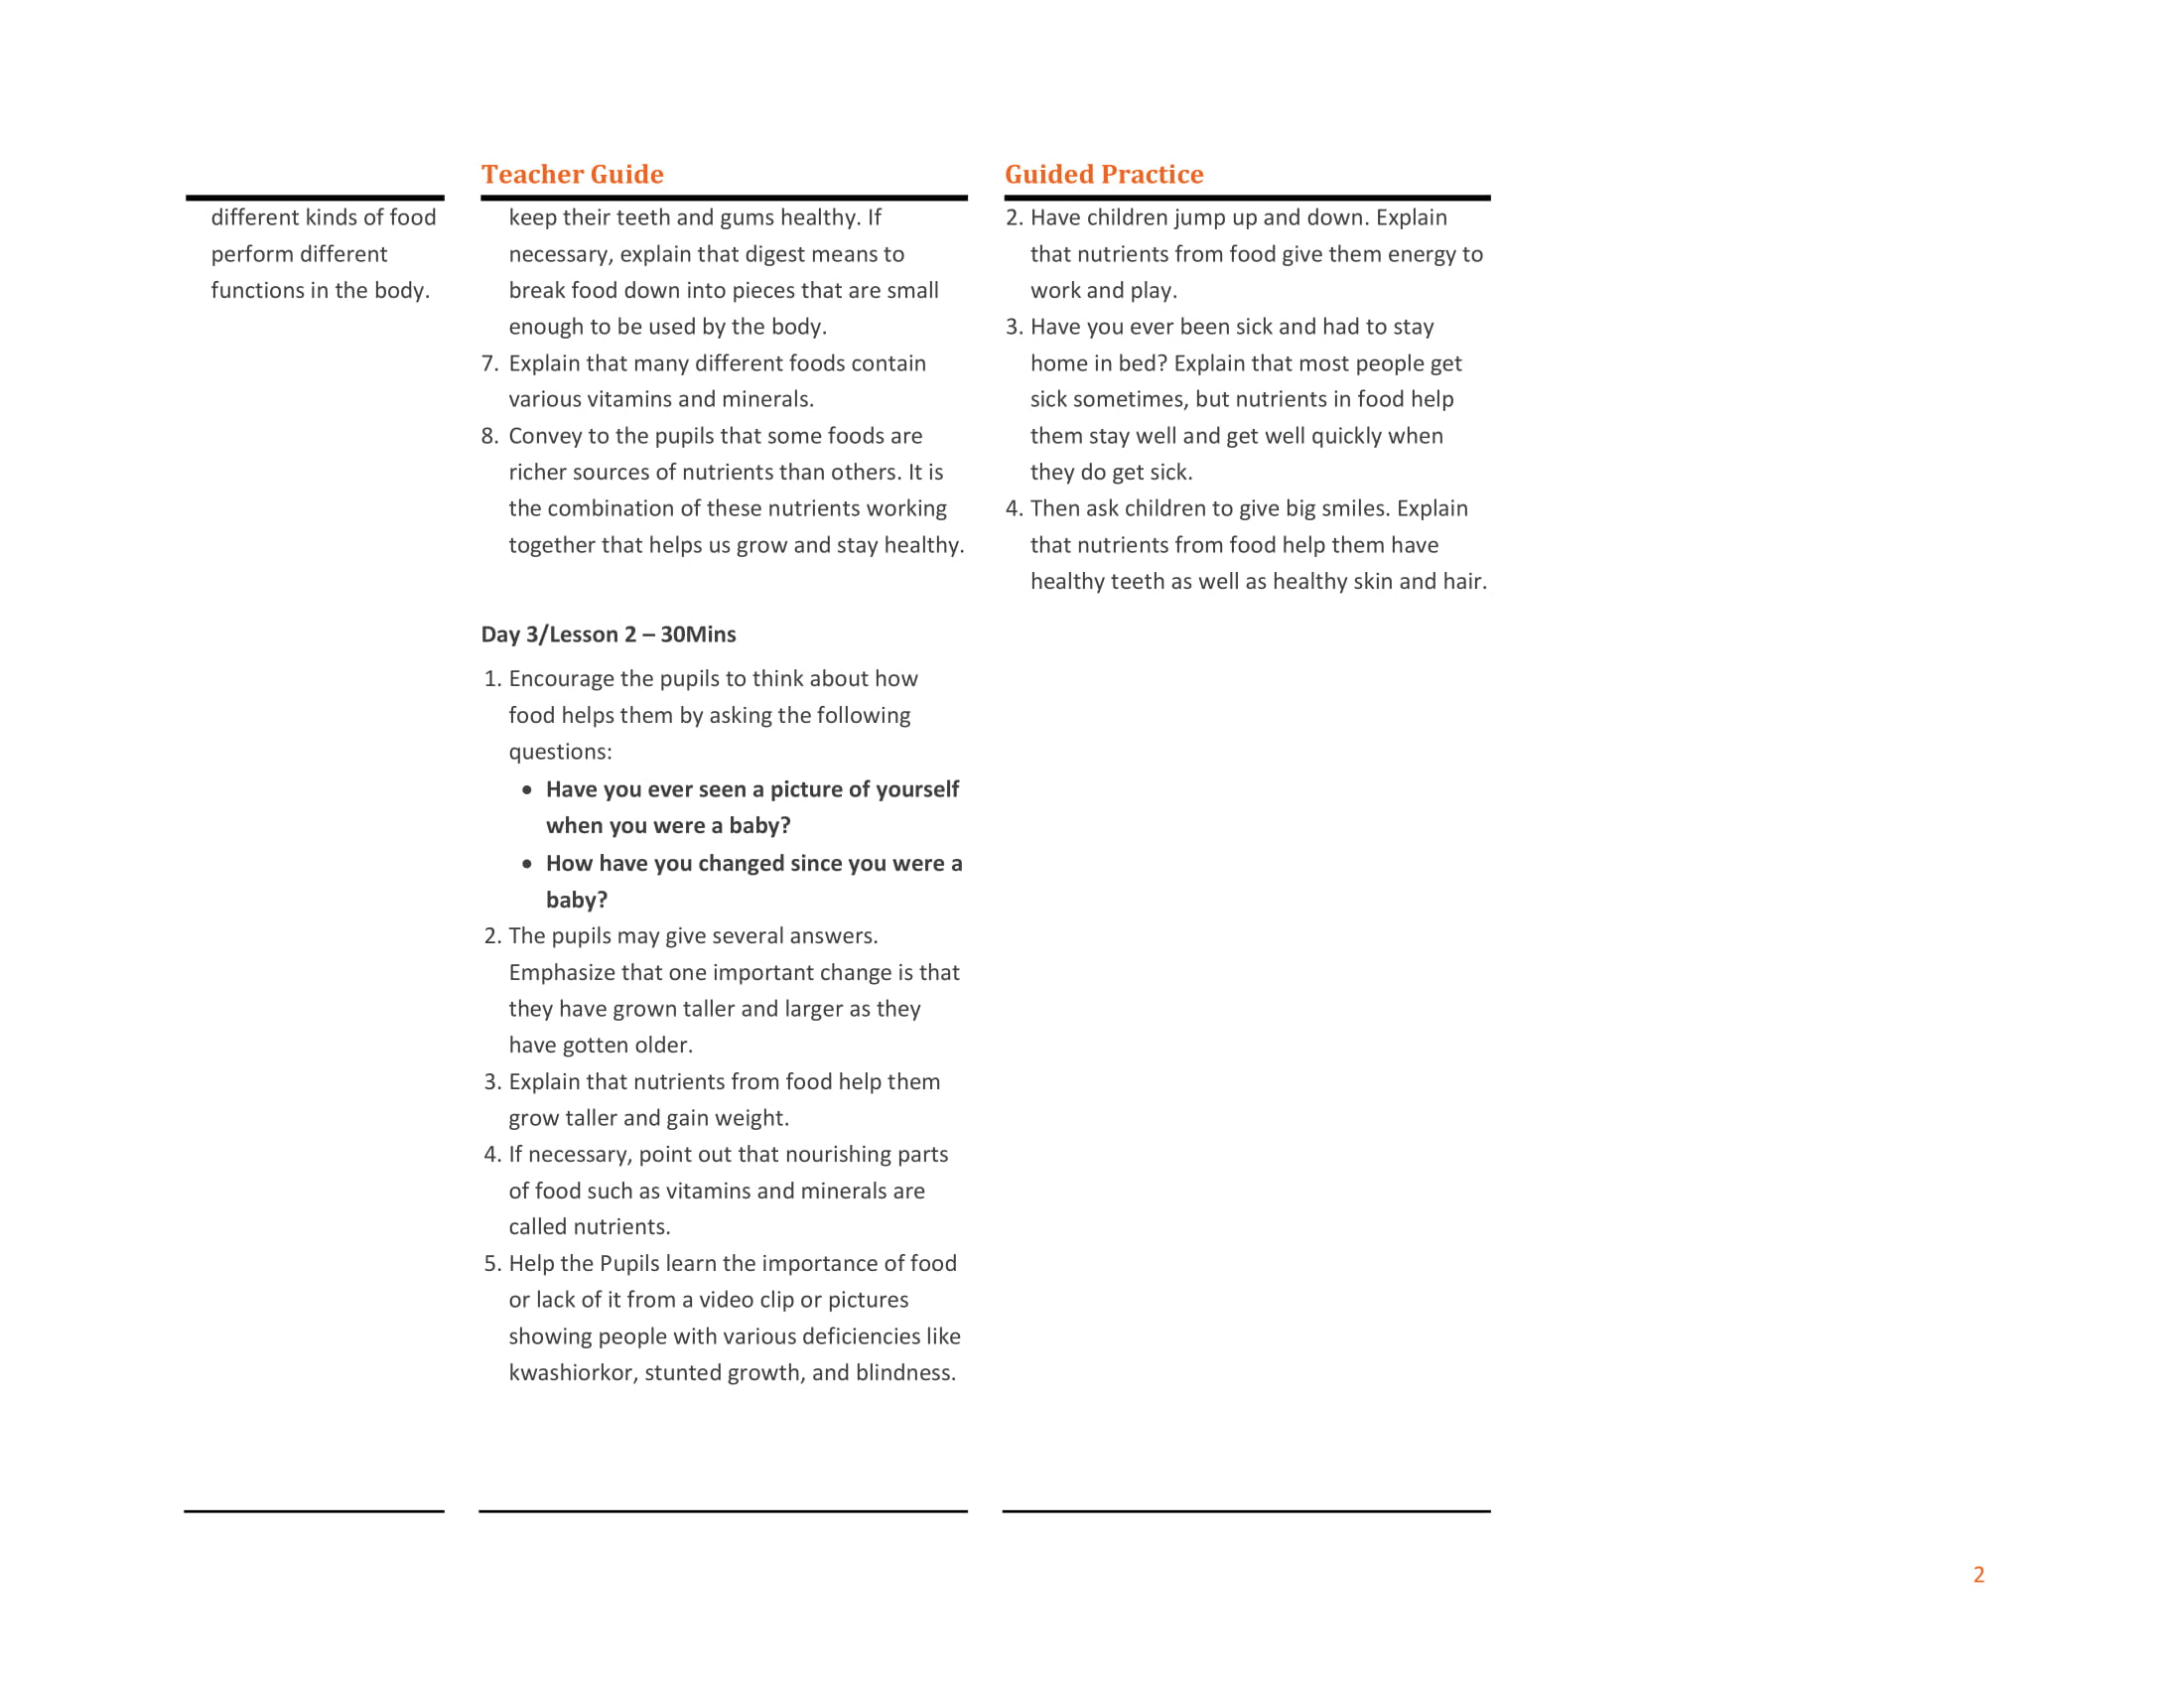 different kinds of food
perform different
functions in the body.
Teacher Guide
keep their teeth and gums healthy. If
necessary, explain that digest means to
break food down into pieces that are small
enough to be used by the body.
7. Explain that many different foods contain
various vitamins and minerals.
8. Convey to the pupils that some foods are
richer sources of nutrients than others. It is
the combination of these nutrients working
together that helps us grow and stay healthy.
Day 3/Lesson 2 – 30Mins
1. Encourage the pupils to think about how
food helps them by asking the following
questions:
• Have you ever seen a picture of yourself
when you were a baby?
• How have you changed since you were a
baby?
2. The pupils may give several answers.
Emphasize that one important change is that
they have grown taller and larger as they
have gotten older.
3. Explain that nutrients from food help them
grow taller and gain weight.
4. If necessary, point out that nourishing parts
of food such as vitamins and minerals are
called nutrients.
5. Help the Pupils learn the importance of food
or lack of it from a video clip or pictures
showing people with various deficiencies like
kwashiorkor, stunted growth, and blindness.
Guided Practice
2. Have children jump up and down. Explain
that nutrients from food give them energy to
work and play.
3. Have you ever been sick and had to stay
home in bed? Explain that most people get
sick sometimes, but nutrients in food help
them stay well and get well quickly when
they do get sick.
4. Then ask children to give big smiles. Explain
that nutrients from food help them have
healthy teeth as well as healthy skin and hair.
2